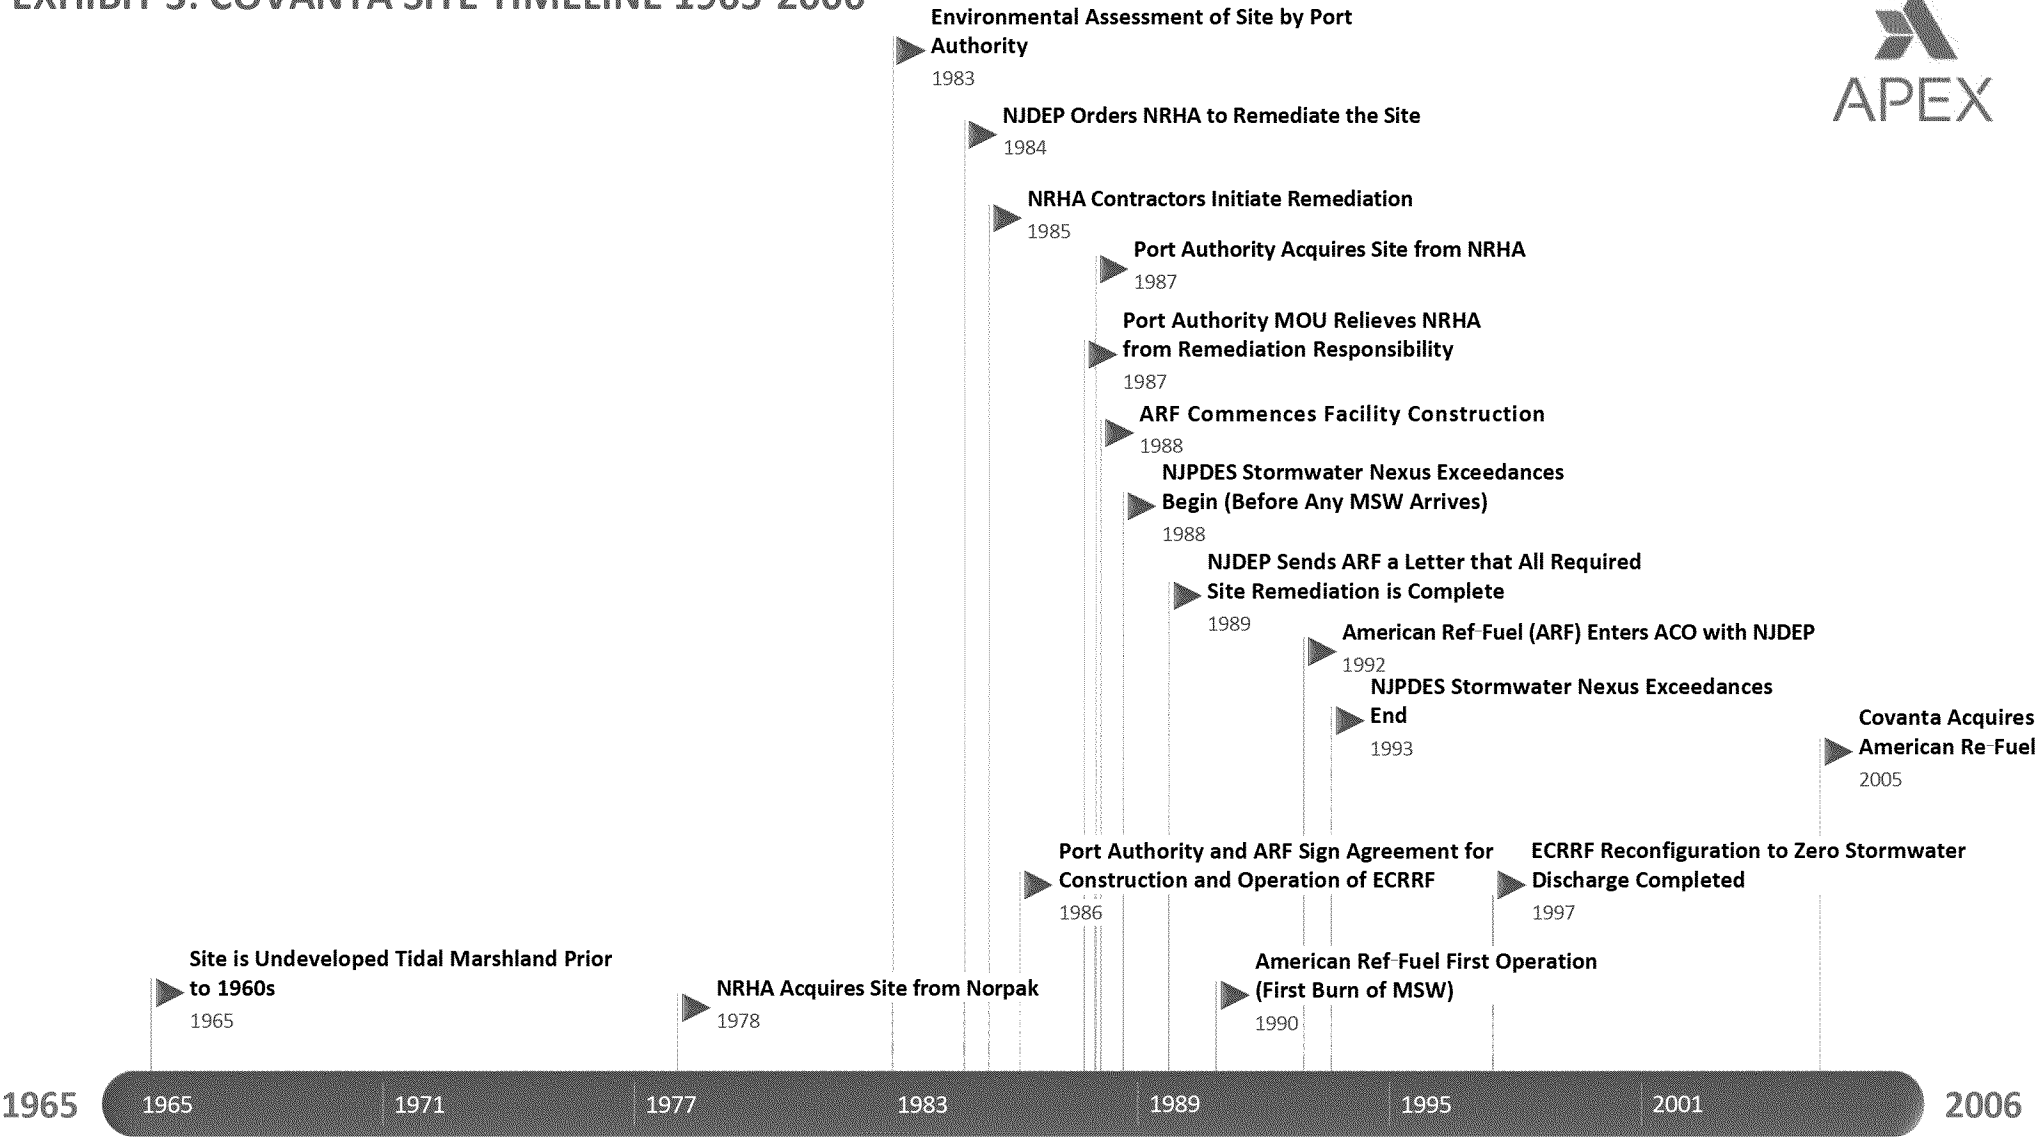 EXHIBIT 3: COVANTA SITE TIMELINE 1965-2006
APEX
Environmental Assessment of Site by Port
Authority
1983
NJDEP Orders NRHA to Remediate the Site
1984
NRHA Contractors Initiate Remediation
1985
Port Authority Acquires Site from NRHA
1987
Port Authority MOU Relieves NRHA
from Remediation Responsibility
1987
ARF Commences Facility Construction
1988
NJPDES Stormwater Nexus Exceedances
Begin (Before Any MSW Arrives)
1988
NJDEP Sends ARF a Letter that All Required
Site Remediation is Complete
1989
American Ref-Fuel (ARF) Enters ACO with NJDEP
1992
NJPDES Stormwater Nexus Exceedances
End
1993
Covanta Acquires
American Re-Fuel
2005
Port Authority and ARF Sign Agreement for
Construction and Operation of ECRRF
1986
ECRRF Reconfiguration to Zero Stormwater
Discharge Completed
1997
Site is Undeveloped Tidal Marshland Prior
to 1960s
1965
NRHA Acquires Site from Norpak
1978
American Ref-Fuel First Operation
(First Burn of MSW)
1990
1965
1965
1971
1977
1983
1989
1995
2001
2006